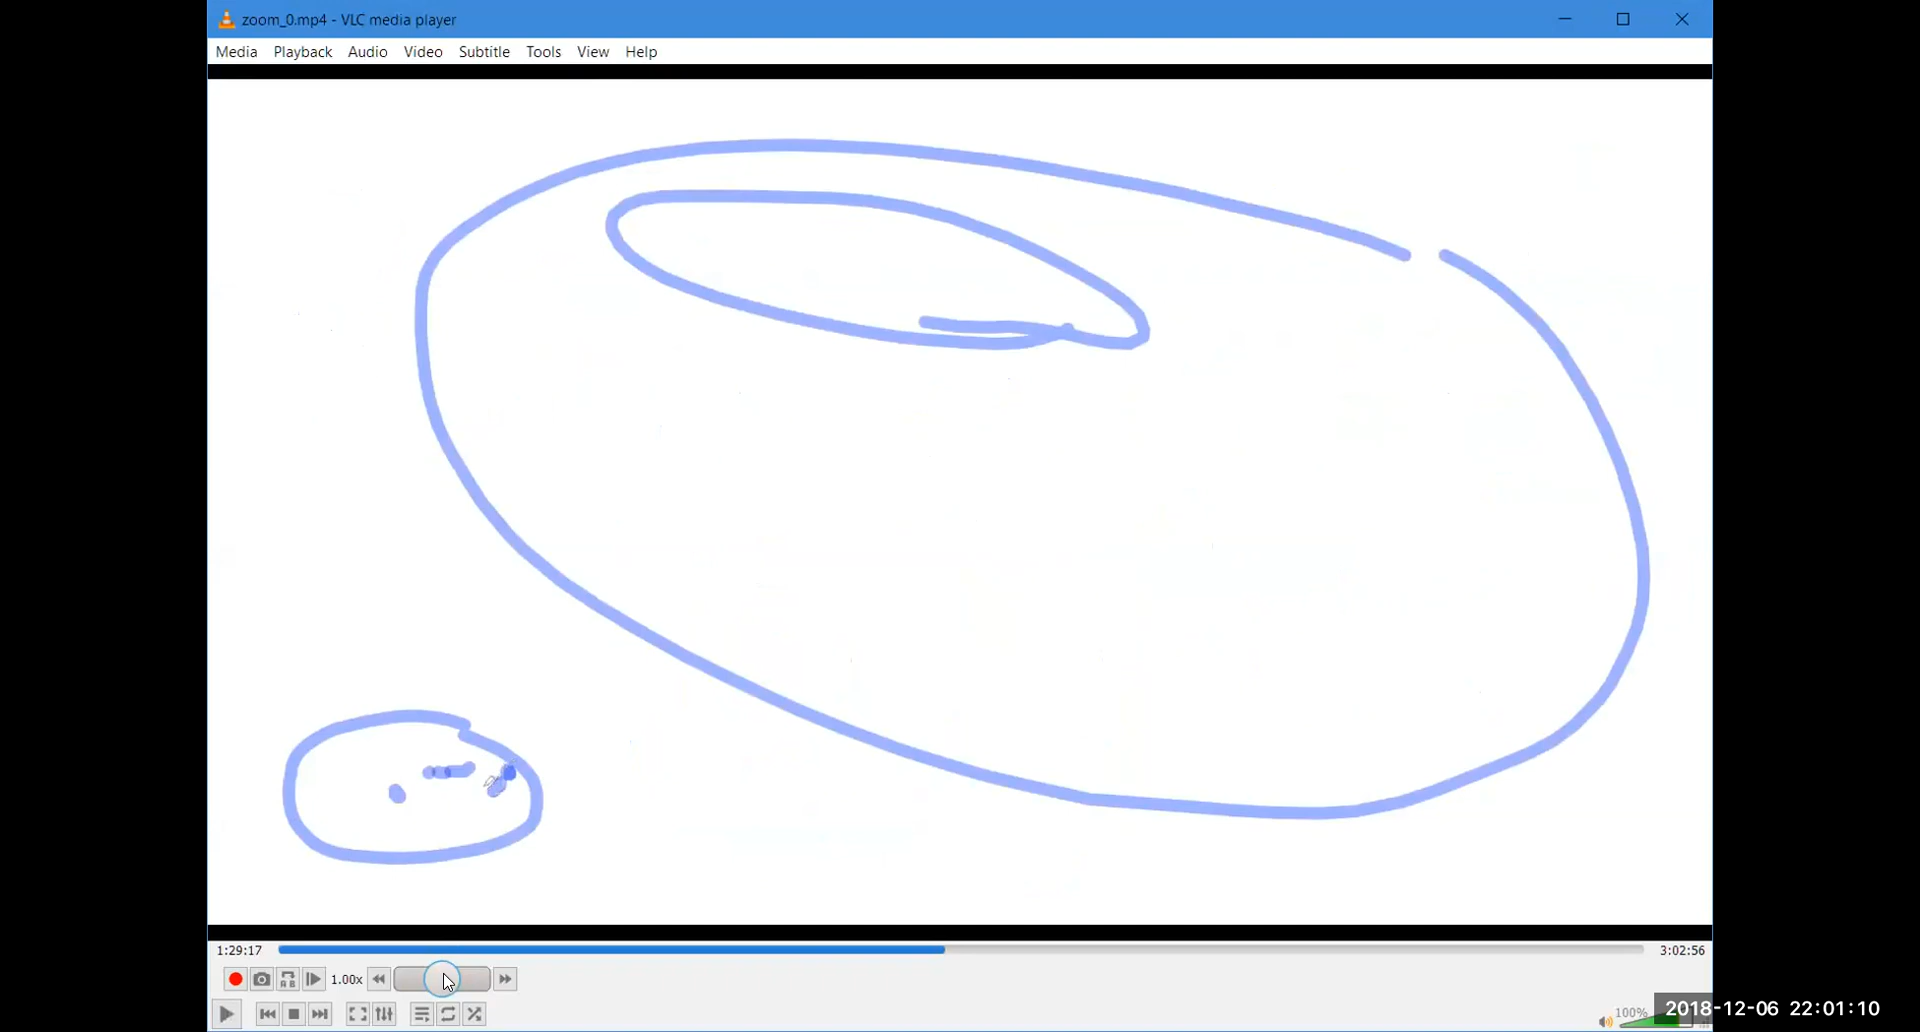 zoom_0.mp4 - VLC media player
Media Playback Audio Video Subtitle Tools View Help
1:29:17 3:02:56
1.00x
100%
2018-12-06 22:01:10